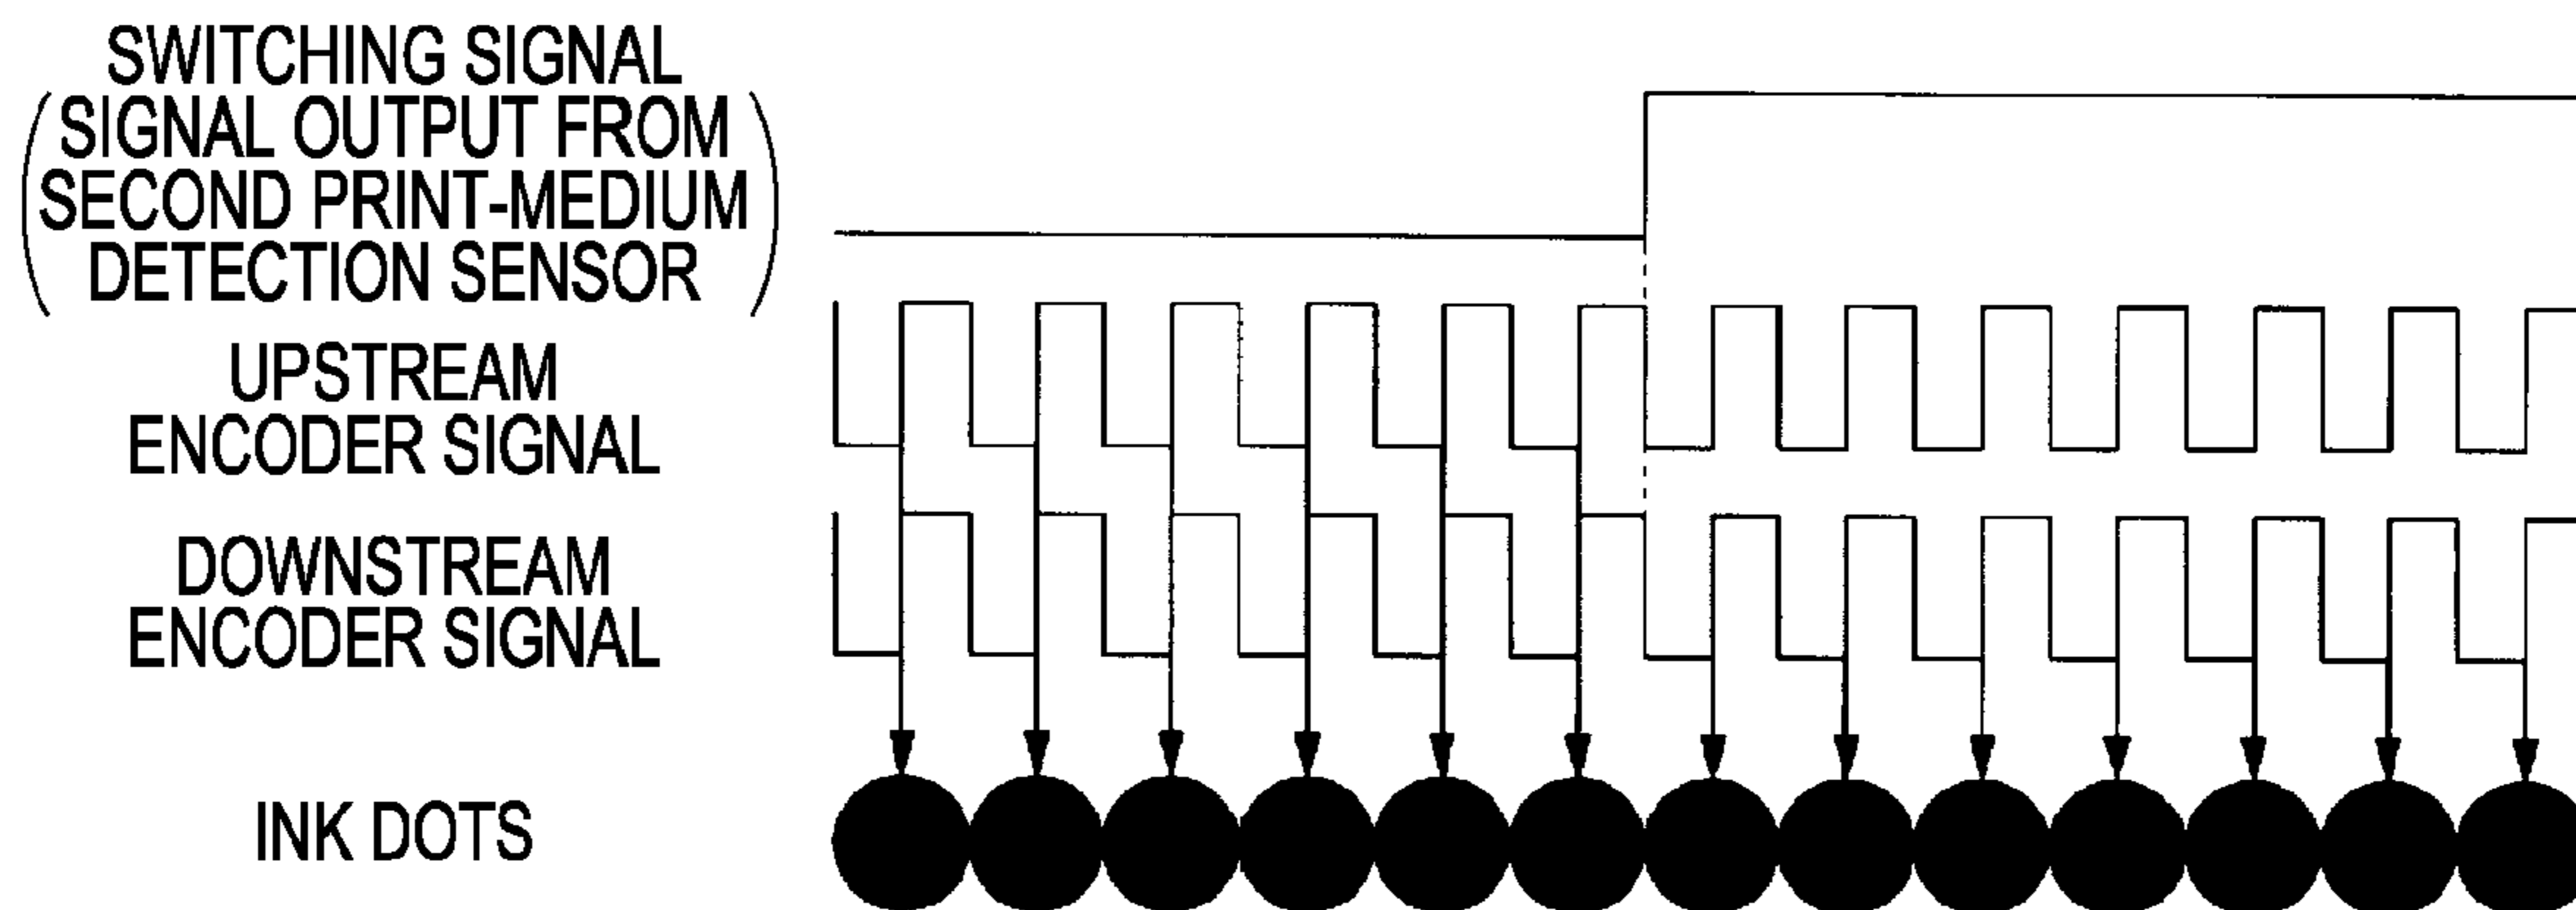 SWITCHING SIGNAL
(SIGNAL OUTPUT FROM
SECOND PRINT-MEDIUM
DETECTION SENSOR)
UPSTREAM
ENCODER SIGNAL
DOWNSTREAM
ENCODER SIGNAL
INK DOTS